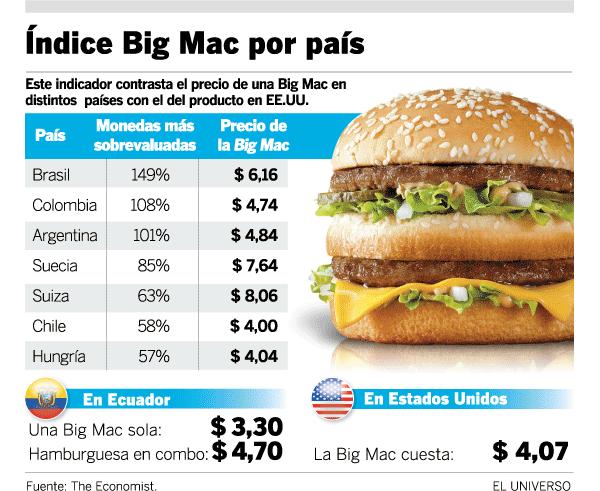 Índice Big Mac por país
Este indicador contrasta el precio de una Big Mac en
distintos países con el del producto en EE.UU.
País Monedas más sobrevaluadas Precio de la Big Mac
Brasil 149% $ 6,16
Colombia 108% $ 4,74
Argentina 101% $ 4,84
Suecia 85% $ 7,64
Suiza 63% $ 8,06
Chile 58% $ 4,00
Hungría 57% $ 4,04
En Ecuador
Una Big Mac sola: $ 3,30
Hamburguesa en combo: $ 4,70
En Estados Unidos
La Big Mac cuesta: $ 4,07
Fuente: The Economist.
EL UNIVERSO